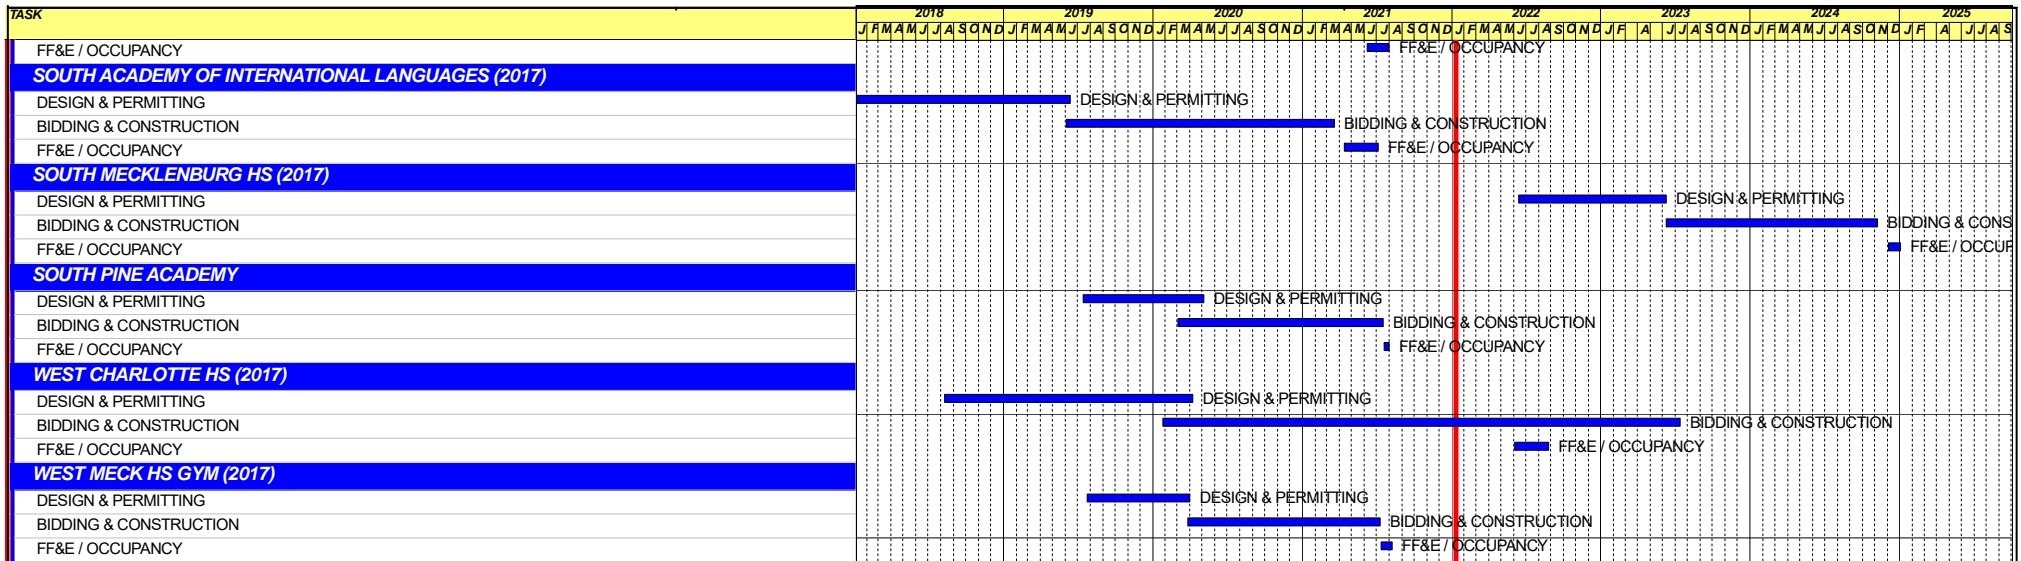 TASK 2018 2019 2020 2021 2022 2023 2024 2025
J F M A M J J A S O N D J F M A M J J A S O N D J F M A M J J A S O N D J F M A M J J A S O N D J F M A M J J A S O N D J F A J J A S O N D J F M A M J J A S O N D J F A J J A S
FF&E / OCCUPANCY FF&E / OCCUPANCY
SOUTH ACADEMY OF INTERNATIONAL LANGUAGES (2017)
DESIGN & PERMITTING DESIGN & PERMITTING
BIDDING & CONSTRUCTION BIDDING & CONSTRUCTION
FF&E / OCCUPANCY FF&E / OCCUPANCY
SOUTH MECKLENBURG HS (2017)
DESIGN & PERMITTING DESIGN & PERMITTING
BIDDING & CONSTRUCTION BIDDING & CONS
FF&E / OCCUPANCY FF&E / OCCUP
SOUTH PINE ACADEMY
DESIGN & PERMITTING DESIGN & PERMITTING
BIDDING & CONSTRUCTION BIDDING & CONSTRUCTION
FF&E / OCCUPANCY FF&E / OCCUPANCY
WEST CHARLOTTE HS (2017)
DESIGN & PERMITTING DESIGN & PERMITTING
BIDDING & CONSTRUCTION BIDDING & CONSTRUCTION
FF&E / OCCUPANCY FF&E / OCCUPANCY
WEST MECK HS GYM (2017)
DESIGN & PERMITTING DESIGN & PERMITTING
BIDDING & CONSTRUCTION BIDDING & CONSTRUCTION
FF&E / OCCUPANCY FF&E / OCCUPANCY